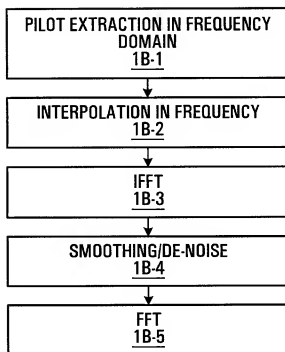 PILOT EXTRACTION IN FREQUENCY
DOMAIN
1B-1
INTERPOLATION IN FREQUENCY
1B-2
IFFT
1B-3
SMOOTHING/DE-NOISE
1B-4
FFT
1B-5